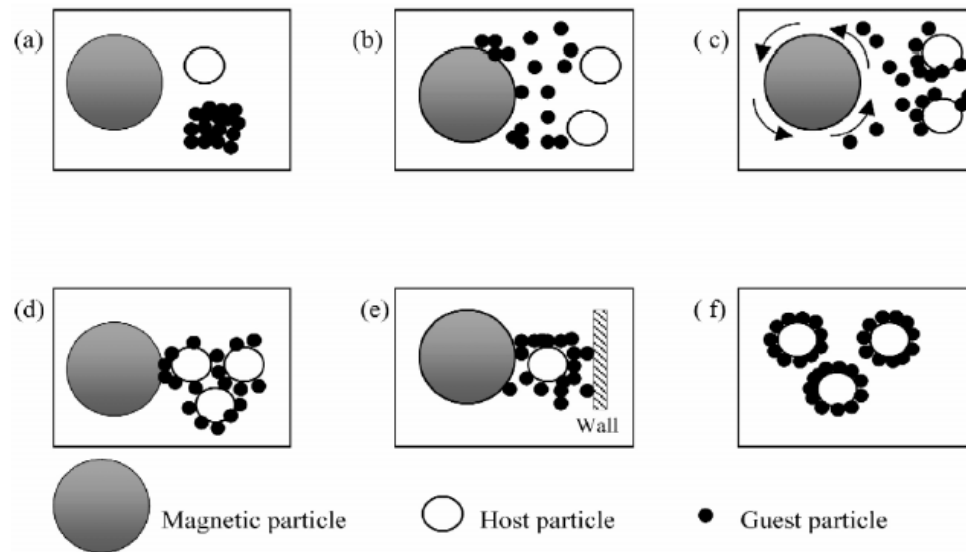 (a)
(b)
( c)
(d)
(e)
( f)
Wall
Magnetic particle
Host particle
Guest particle